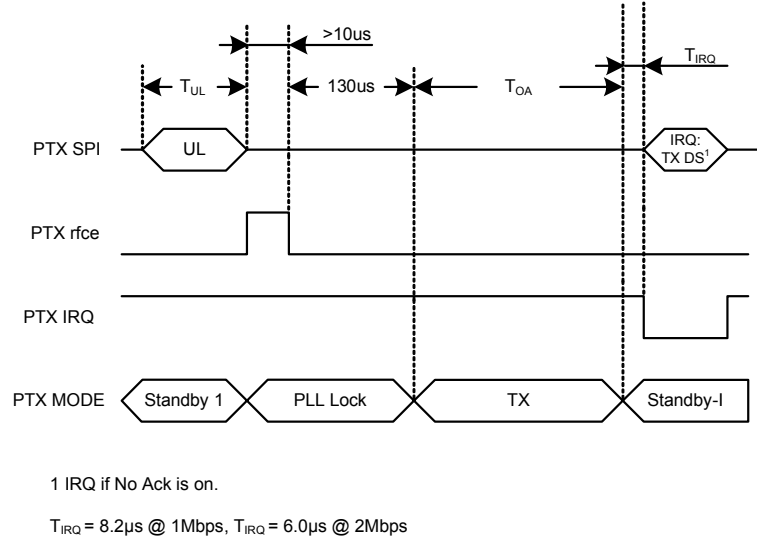 >10us
T_IRQ
T_UL
130us
T_OA
PTX SPI
UL
IRQ:
TX DS¹
PTX rfce
PTX IRQ
PTX MODE
Standby 1
PLL Lock
TX
Standby-I
1 IRQ if No Ack is on.
T_IRQ = 8.2µs @ 1Mbps, T_IRQ = 6.0µs @ 2Mbps